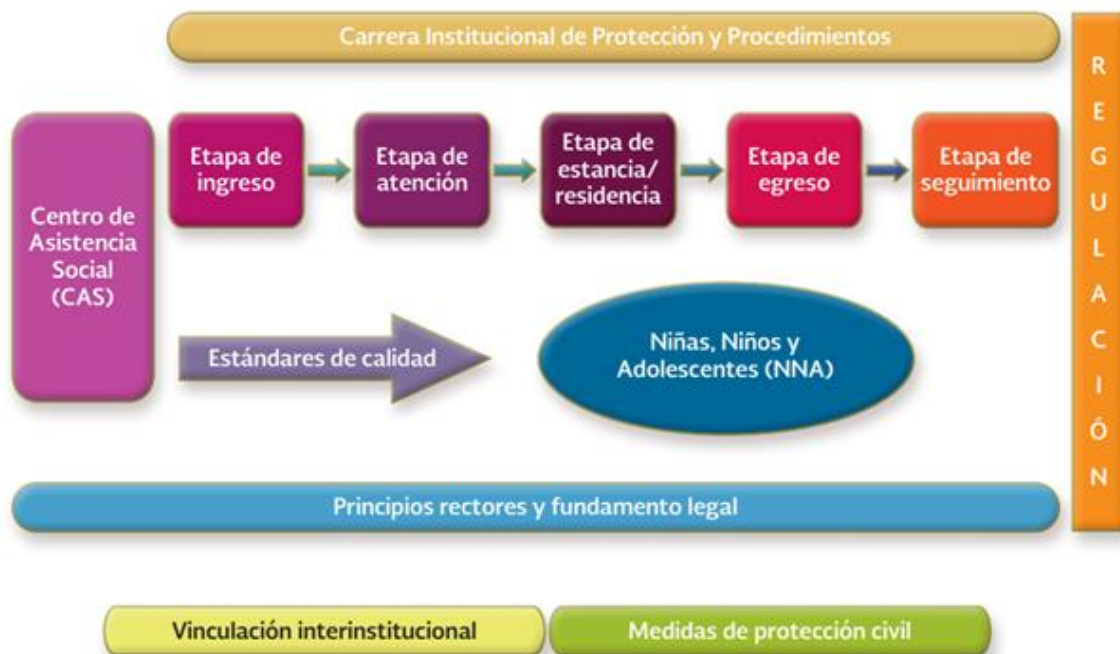 Carrera Institucional de Protección y Procedimientos
Centro de
Asistencia
Social
(CAS)
Etapa de
ingreso
Etapa de
atención
Etapa de
estancia/
residencia
Etapa de
egreso
Etapa de
seguimiento
Estándares de calidad
Niñas, Niños y
Adolescentes (NNA)
Principios rectores y fundamento legal
REGULACIÓN
Vinculación interinstitucional
Medidas de protección civil